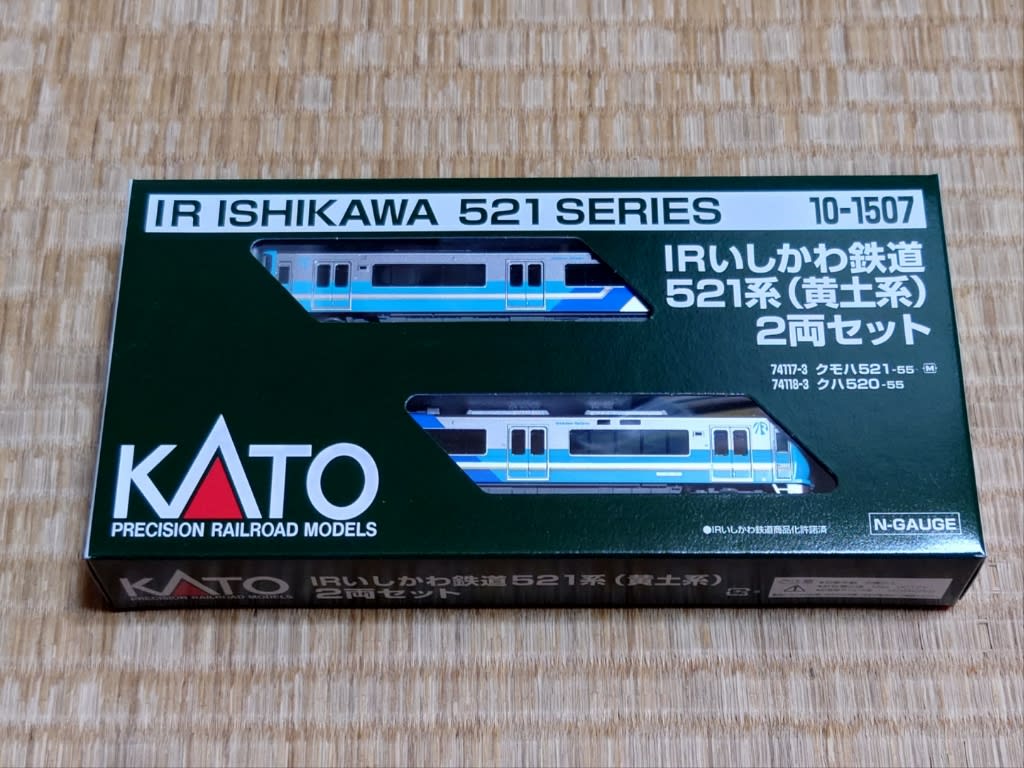 IR ISHIKAWA 521 SERIES 10-1507
IRいしかわ鉄道
521系(黄土系)
2両セット
74117-3 クモハ521-55 M
74118-3 クハ520-55
KATO
PRECISION RAILROAD MODELS
●IRいしかわ鉄道商品化許諾済
N-GAUGE
KATO
PRECISION RAILROAD MODELS
IRいしかわ鉄道521系(黄土系)
2両セット